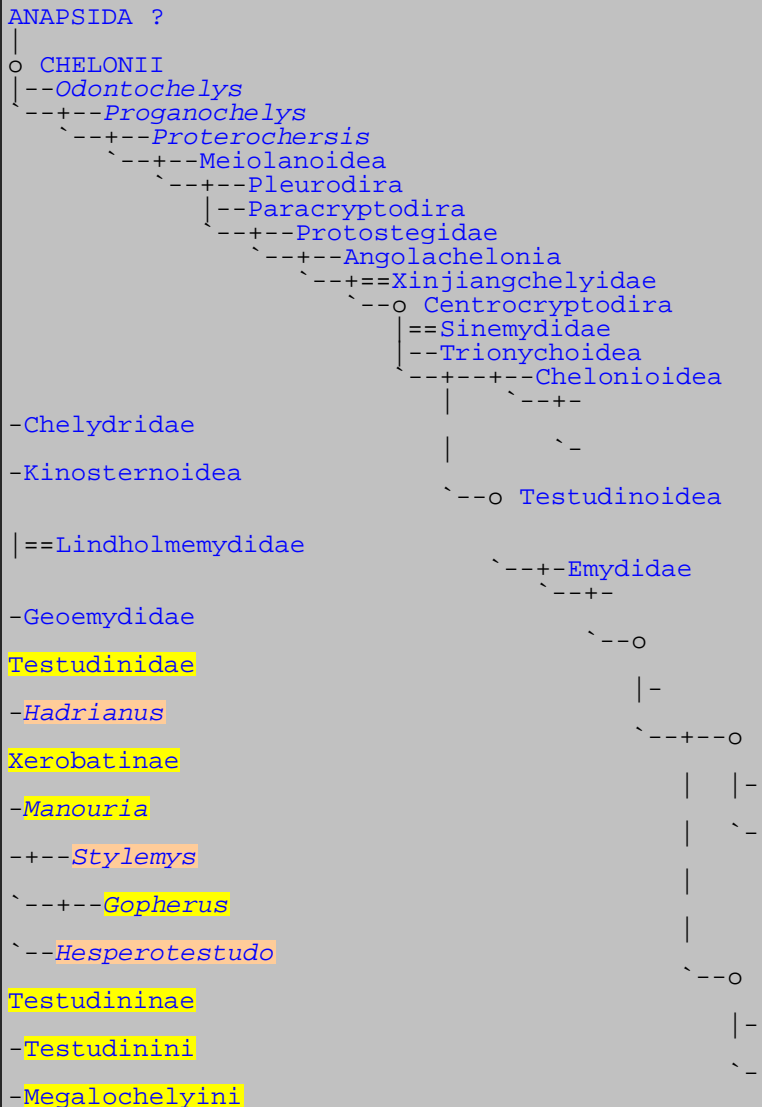 ANAPSIDA ?
|
o CHELONII
|--Odontochelys
`--+--Proganochelys
   `--+--Proterochersis
      `--+--Meiolanoidea
         `--+--Pleurodira
            |--Paracryptodira
            `--+--Protostegidae
               `--+--Angolachelonia
                  `--+==Xinjiangchelyidae
                     `--o Centrocryptodira
                        |==Sinemydidae
                        |--Trionychoidea
                        `--+--+--Chelonioidea
                           |   `--+-
-Chelydridae
                           |      `-
-Kinosternoidea
                           `--o Testudinoidea
|==Lindholmemydidae
                              `--+-Emydidae
                                 `--+-
-Geoemydidae
                                    `--o
Testudinidae
                                       |-
-Hadrianus
                                       `--+--o
Xerobatinae
                                          |  |-
-Manouria
                                          |  `-
-+--Stylemys
                                          |
`--+--Gopherus
                                          |
`--Hesperotestudo
                                          `--o
Testudininae
                                             |-
-Testudinini
                                             `-
-Megalochelyini